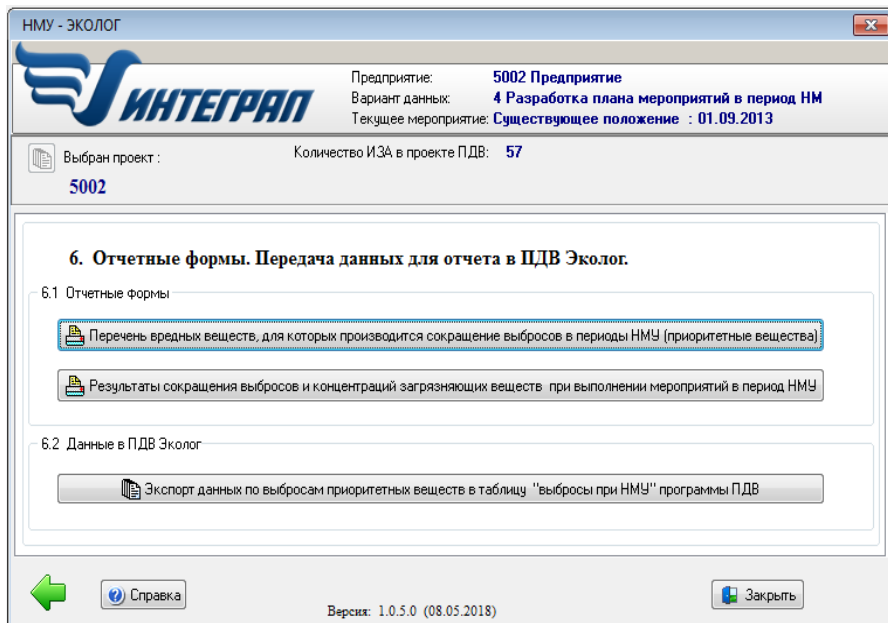 НМУ - ЭКОЛОГ
ИНТЕГРАЛ
Предприятие: 5002 Предприятие
Вариант данных: 4 Разработка плана мероприятий в период НМ
Текущее мероприятие: Существующее положение : 01.09.2013
Выбран проект :
Количество ИЗА в проекте ПДВ: 57
5002
6. Отчетные формы. Передача данных для отчета в ПДВ Эколог.
6.1 Отчетные формы
Перечень вредных веществ, для которых производится сокращение выбросов в периоды НМУ (приоритетные вещества)
Результаты сокращения выбросов и концентраций загрязняющих веществ при выполнении мероприятий в период НМУ
6.2 Данные в ПДВ Эколог
Экспорт данных по выбросам приоритетных веществ в таблицу "выбросы при НМУ" программы ПДВ
Справка
Версия: 1.0.5.0 (08.05.2018)
Закрыть